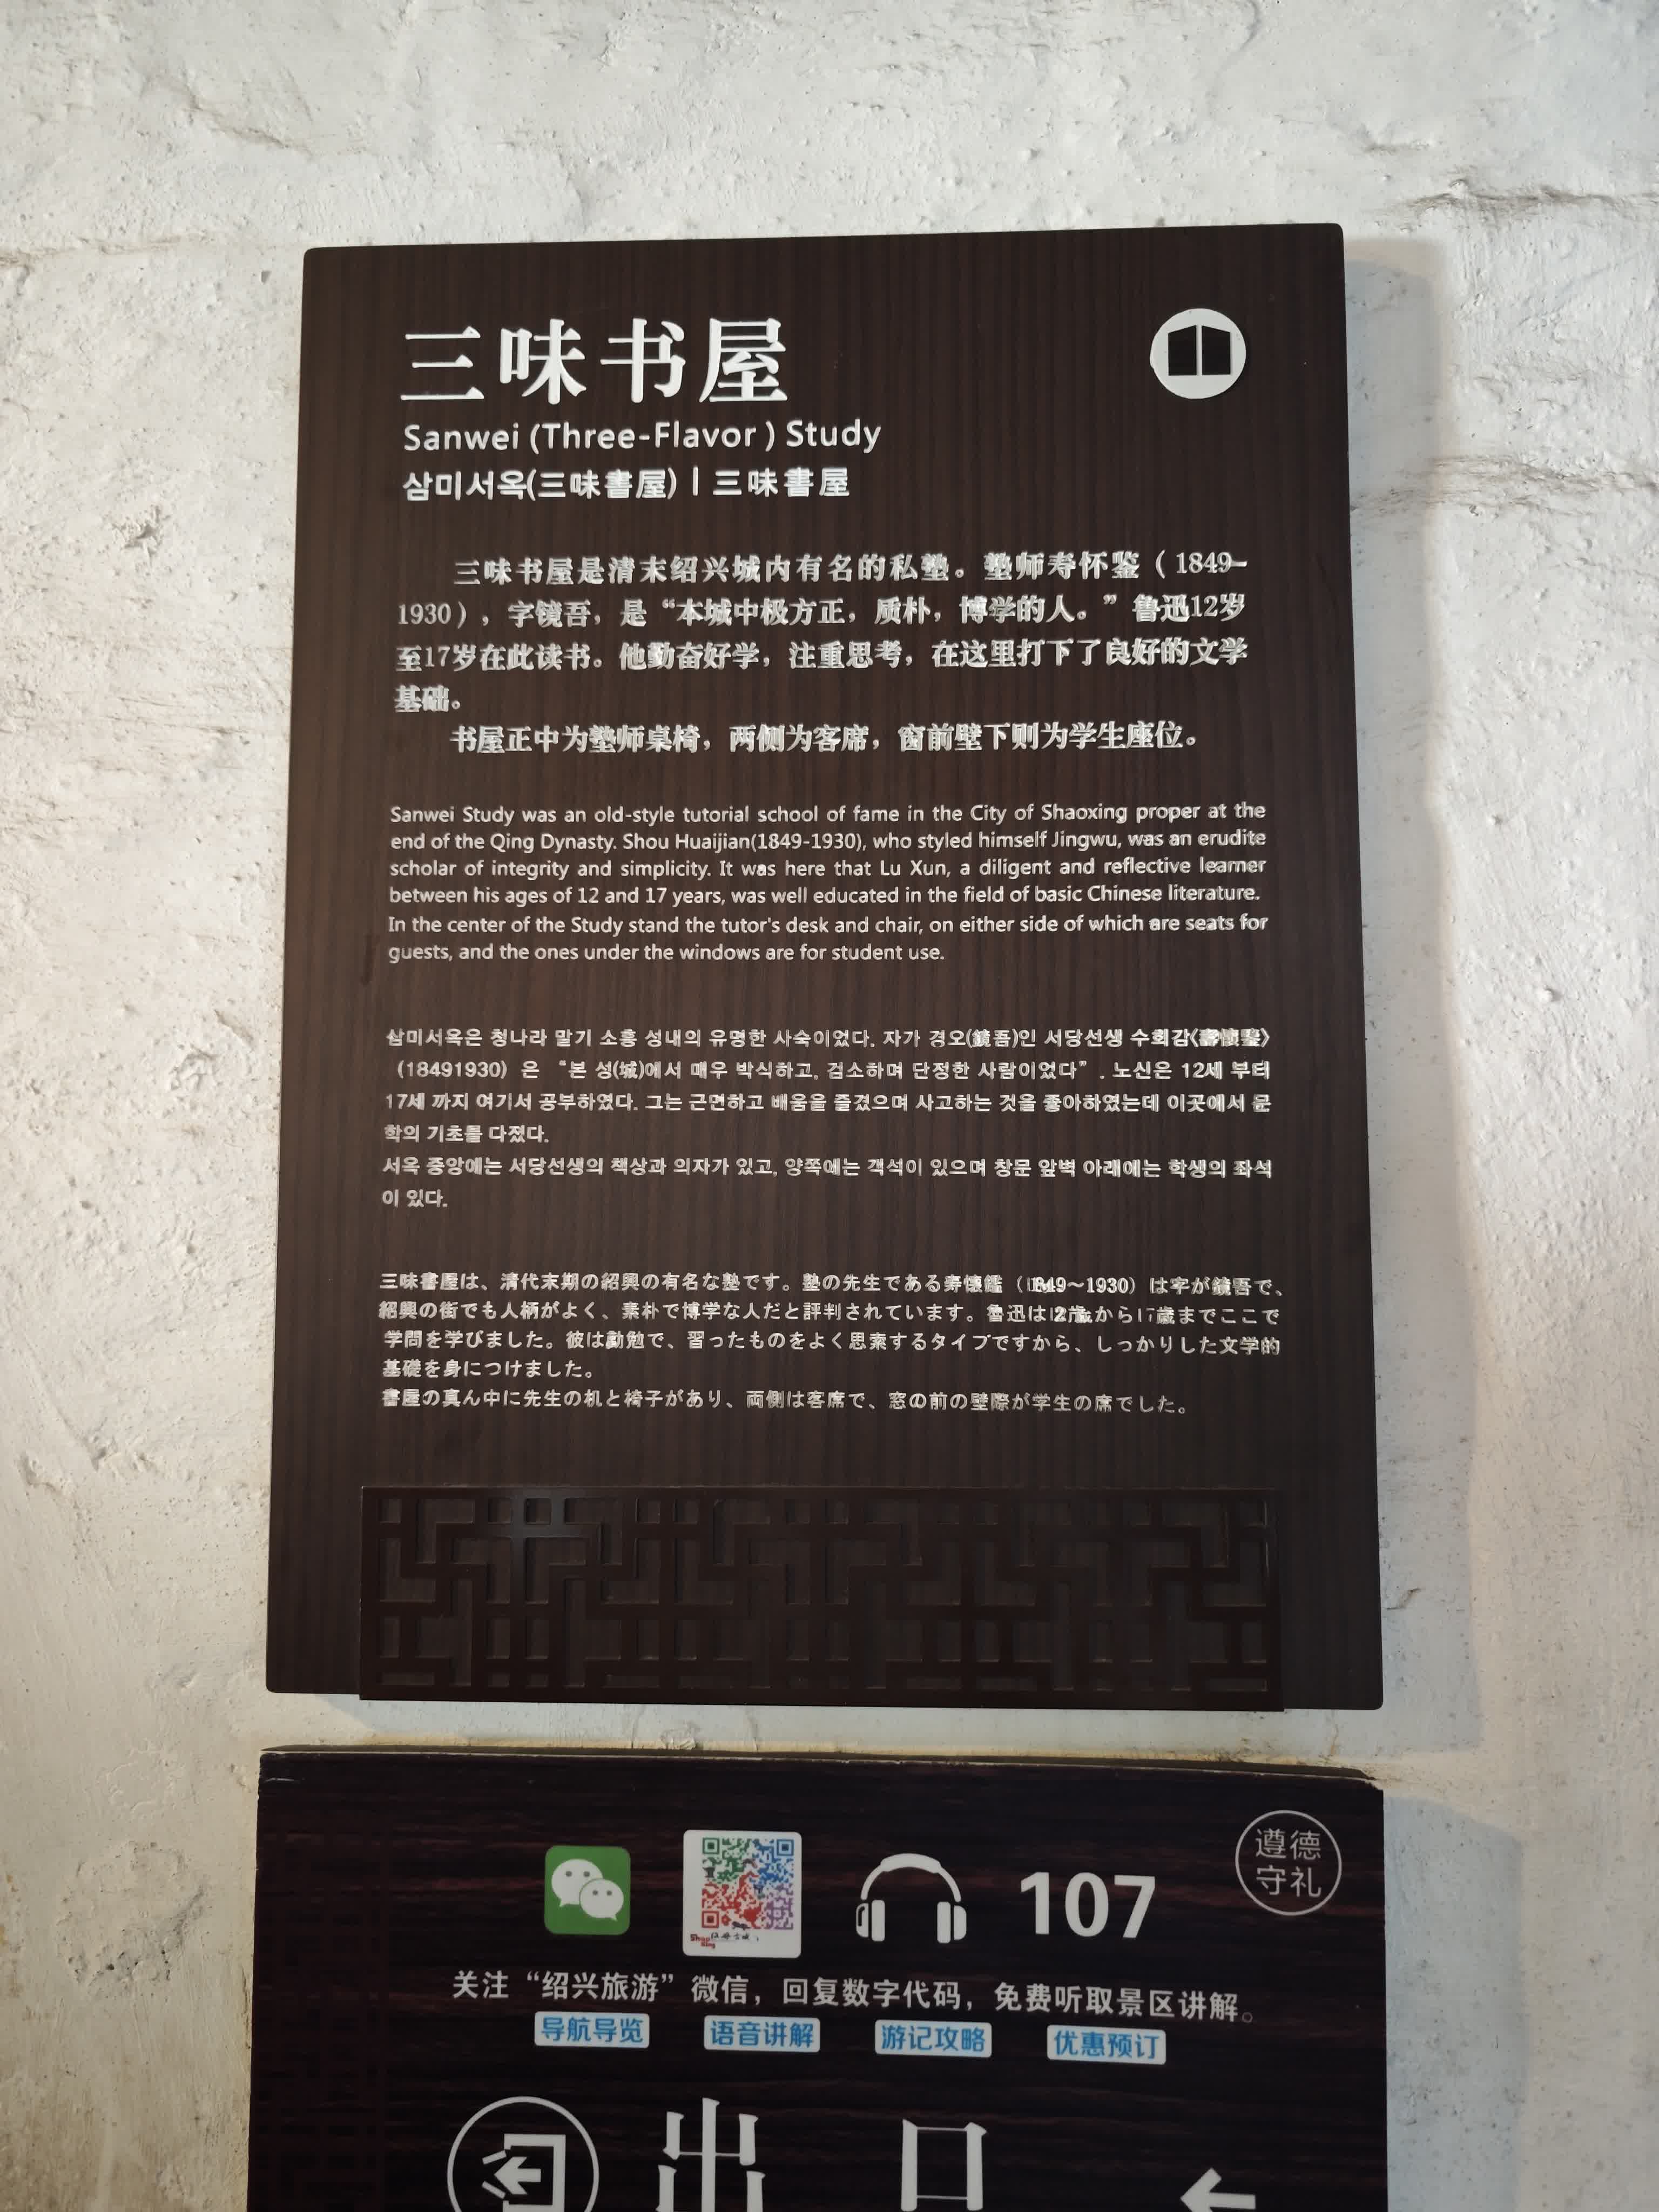 三味书屋
Sanwei (Three-Flavor ) Study
삼미서옥(三味書屋) | 三味書屋
三味书屋是清末绍兴城内有名的私塾。塾师寿怀鉴（1849-
1930），字镜吾，是“本城中极方正，质朴，博学的人。”鲁迅12岁
至17岁在此读书。他勤奋好学，注重思考，在这里打下了良好的文学
基础。
书屋正中为塾师桌椅，两侧为客席，窗前壁下则为学生座位。
Sanwei Study was an old-style tutorial school of fame in the City of Shaoxing proper at the
end of the Qing Dynasty. Shou Huaijian(1849-1930), who styled himself Jingwu, was an erudite
scholar of integrity and simplicity. It was here that Lu Xun, a diligent and reflective learner
between his ages of 12 and 17 years, was well educated in the field of basic Chinese literature.
In the center of the Study stand the tutor's desk and chair, on either side of which are seats for
guests, and the ones under the windows are for student use.
삼미서옥은 청나라 말기 소흥 성내의 유명한 사숙이었다. 자가 경오(鏡吾)인 서당선생 수회감《壽懷鑒》
（18491930）은 “본 성(城)에서 매우 박식하고, 검소하며 단정한 사람이었다”. 노신은 12세 부터
17세 까지 여기서 공부하였다. 그는 근면하고 배움을 즐겼으며 사고하는 것을 좋아하였는데 이곳에서 문
학의 기초를 다졌다.
서옥 중앙에는 서당선생의 책상과 의자가 있고, 양쪽에는 객석이 있으며 창문 앞벽 아래에는 학생의 좌석
이 있다.
三味書屋は、清代末期の紹興の有名な塾です。塾の先生である寿懐鑑（1849～1930）は字が鏡吾で、
紹興の街でも人柄がよく、素朴で博学な人だと評判されています。魯迅は12歳から17歳までここで
学問を学びました。彼は勤勉で、習ったものをよく思索するタイプですから、しっかりした文学的
基礎を身につけました。
書屋の真ん中に先生の机と椅子があり、両側は客席で、窓の前の壁際が学生の席でした。
遵德
守礼
107
关注“绍兴旅游”微信，回复数字代码，免费听取景区讲解。
导航导览 语音讲解 游记攻略 优惠预订
出口